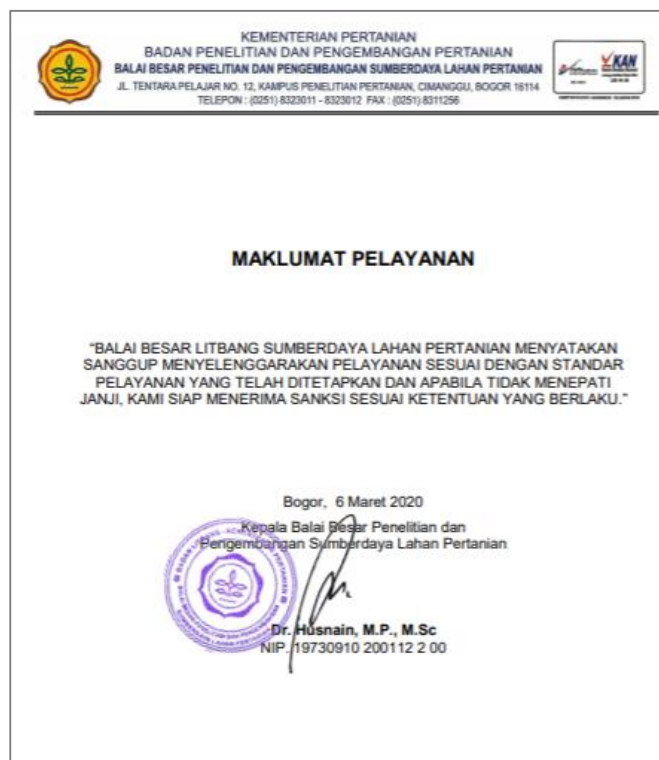 KEMENTERIAN PERTANIAN
BADAN PENELITIAN DAN PENGEMBANGAN PERTANIAN
BALAI BESAR PENELITIAN DAN PENGEMBANGAN SUMBERDAYA LAHAN PERTANIAN
JL. TENTARA PELAJAR NO. 12, KAMPUS PENELITIAN PERTANIAN, CIMANGGU, BOGOR 16114
TELEPON : (0251) 8323011 - 8323012 FAX : (0251) 8311256
KAN
MAKLUMAT PELAYANAN
"BALAI BESAR LITBANG SUMBERDAYA LAHAN PERTANIAN MENYATAKAN
SANGGUP MENYELENGGARAKAN PELAYANAN SESUAI DENGAN STANDAR
PELAYANAN YANG TELAH DITETAPKAN DAN APABILA TIDAK MENEPATI
JANJI, KAMI SIAP MENERIMA SANKSI SESUAI KETENTUAN YANG BERLAKU."
Bogor, 6 Maret 2020
Kepala Balai Besar Penelitian dan
Pengembangan Sumberdaya Lahan Pertanian
Dr. Husnain, M.P., M.Sc
NIP. 19730910 200112 2 00